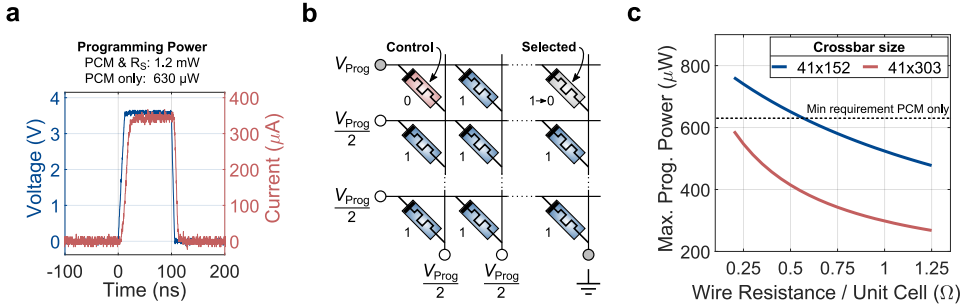 a
Programming Power
PCM & RS: 1.2 mW
PCM only: 630 µW
Voltage (V)
4
3
2
1
0
400
300
200
100
0
Current (µA)
-100
0
100
200
Time (ns)
b
Control
Selected
VProg
0
1
1→0
VProg
2
1
1
1
VProg
2
1
1
1
VProg
2
VProg
2
c
Crossbar size
41x152
41x303
Min requirement PCM only
Max. Prog. Power (µW)
800
600
400
200
0.25
0.5
0.75
1
1.25
Wire Resistance / Unit Cell (Ω)